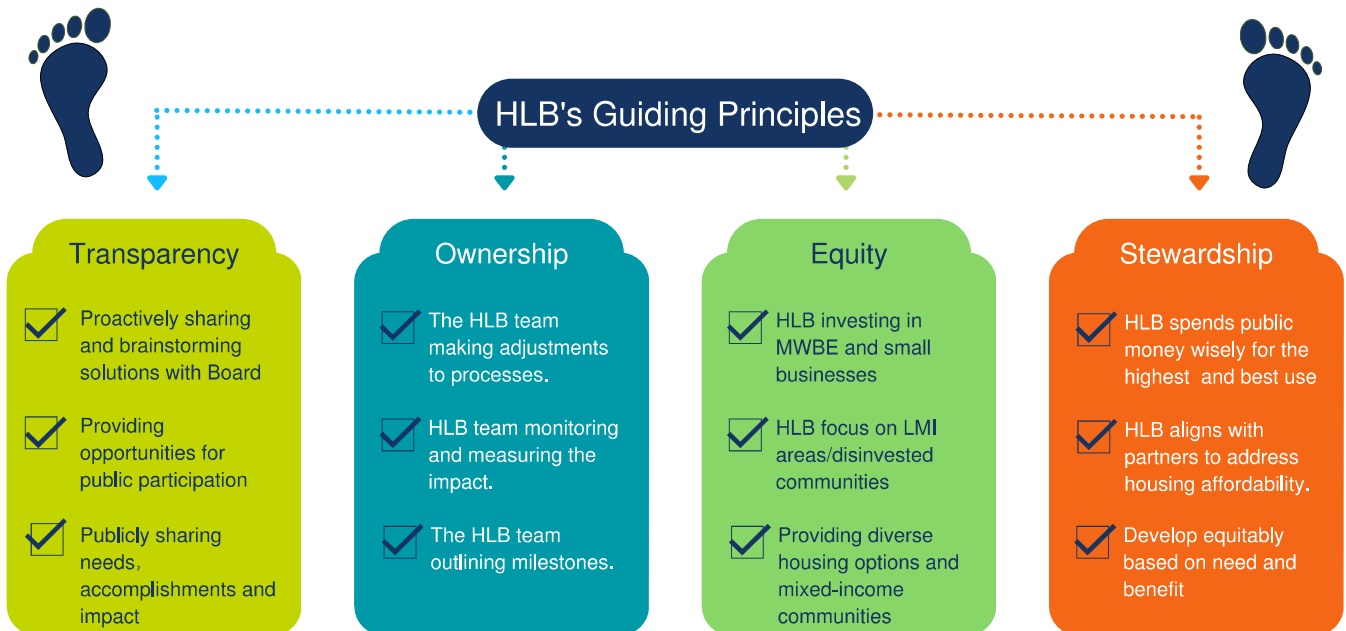 HLB's Guiding Principles
Transparency
Proactively sharing
and brainstorming
solutions with Board
Providing
opportunities for
public participation
Publicly sharing
needs,
accomplishments and
impact
Ownership
The HLB team
making adjustments
to processes.
HLB team monitoring
and measuring the
impact.
The HLB team
outlining milestones.
Equity
HLB investing in
MWBE and small
businesses
HLB focus on LMI
areas/disinvested
communities
Providing diverse
housing options and
mixed-income
communities
Stewardship
HLB spends public
money wisely for the
highest and best use
HLB aligns with
partners to address
housing affordability.
Develop equitably
based on need and
benefit